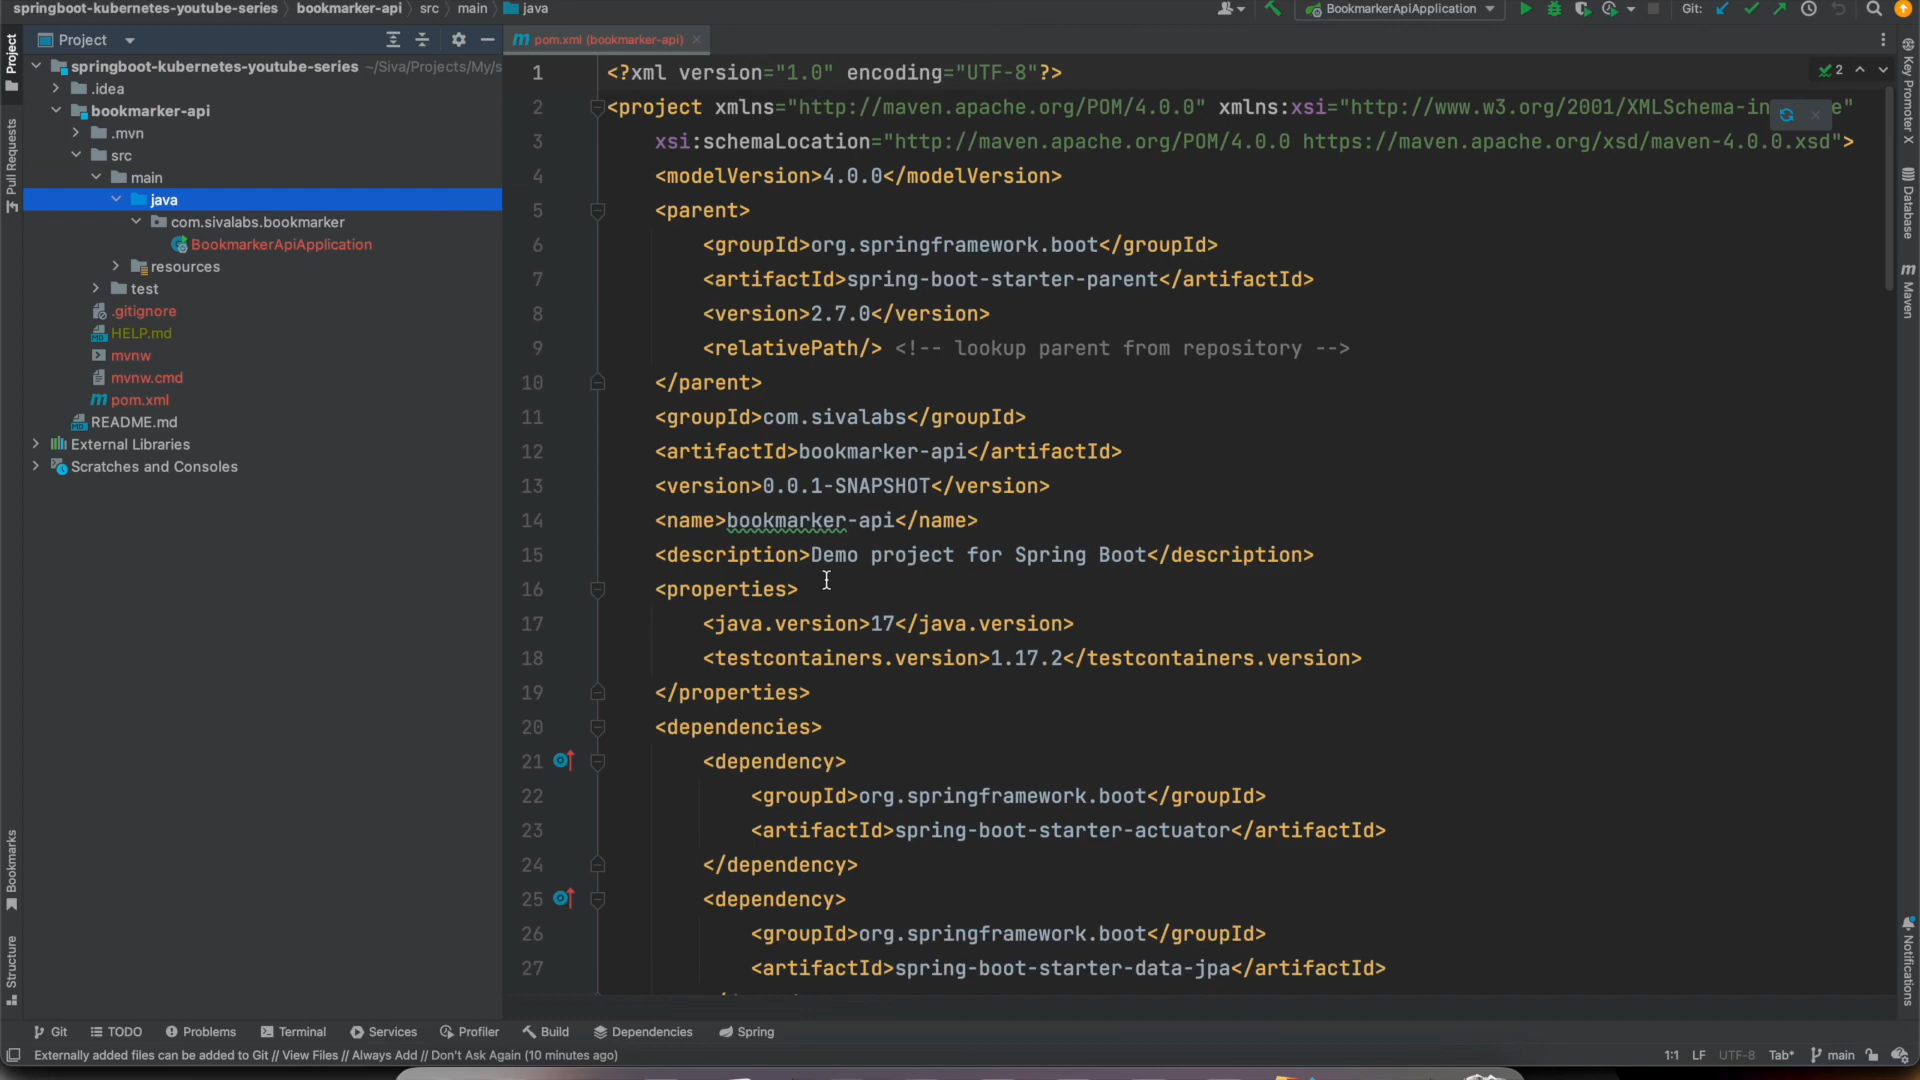 springboot-kubernetes-youtube-series
bookmarker-api
src
main
java
BookmarkerApiApplication
Git:
Project
pom.xml (bookmarker-api)
Project
Pull Requests
Bookmarks
Structure
springboot-kubernetes-youtube-series ~/Siva/Projects/My/s
.idea
bookmarker-api
.mvn
src
main
java
com.sivalabs.bookmarker
BookmarkerApiApplication
resources
test
.gitignore
HELP.md
mvnw
mvnw.cmd
pom.xml
README.md
External Libraries
Scratches and Consoles
2
1 <?xml version="1.0" encoding="UTF-8"?>
2 <project xmlns="http://maven.apache.org/POM/4.0.0" xmlns:xsi="http://www.w3.org/2001/XMLSchema-in e"
3 xsi:schemaLocation="http://maven.apache.org/POM/4.0.0 https://maven.apache.org/xsd/maven-4.0.0.xsd">
4 <modelVersion>4.0.0</modelVersion>
5 <parent>
6 <groupId>org.springframework.boot</groupId>
7 <artifactId>spring-boot-starter-parent</artifactId>
8 <version>2.7.0</version>
9 <relativePath/> <!-- lookup parent from repository -->
10 </parent>
11 <groupId>com.sivalabs</groupId>
12 <artifactId>bookmarker-api</artifactId>
13 <version>0.0.1-SNAPSHOT</version>
14 <name>bookmarker-api</name>
15 <description>Demo project for Spring Boot</description>
16 <properties>
17 <java.version>17</java.version>
18 <testcontainers.version>1.17.2</testcontainers.version>
19 </properties>
20 <dependencies>
21 <dependency>
22 <groupId>org.springframework.boot</groupId>
23 <artifactId>spring-boot-starter-actuator</artifactId>
24 </dependency>
25 <dependency>
26 <groupId>org.springframework.boot</groupId>
27 <artifactId>spring-boot-starter-data-jpa</artifactId>
Key Promoter X
Database
Maven
Notifications
Git
TODO
Problems
Terminal
Services
Profiler
Build
Dependencies
Spring
Externally added files can be added to Git // View Files // Always Add // Don't Ask Again (10 minutes ago)
1:1
LF
UTF-8
Tab*
main